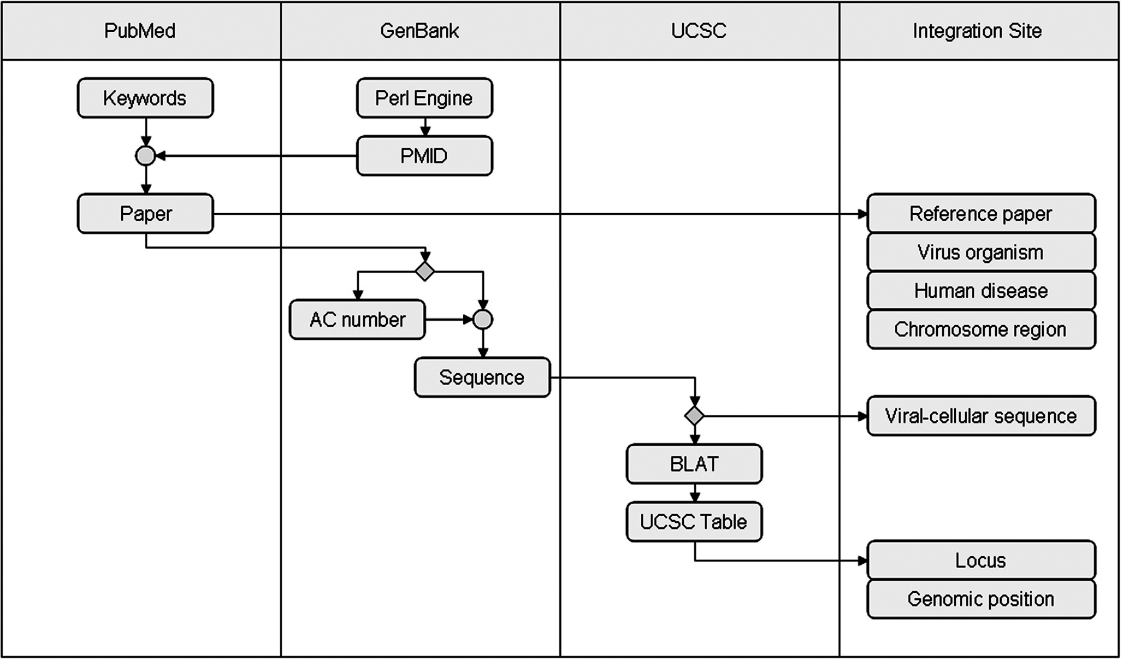 PubMed
GenBank
UCSC
Integration Site
Keywords
Perl Engine
PMID
Paper
Reference paper
Virus organism
Human disease
AC number
Chromosome region
Sequence
Viral-cellular sequence
BLAT
UCSC Table
Locus
Genomic position